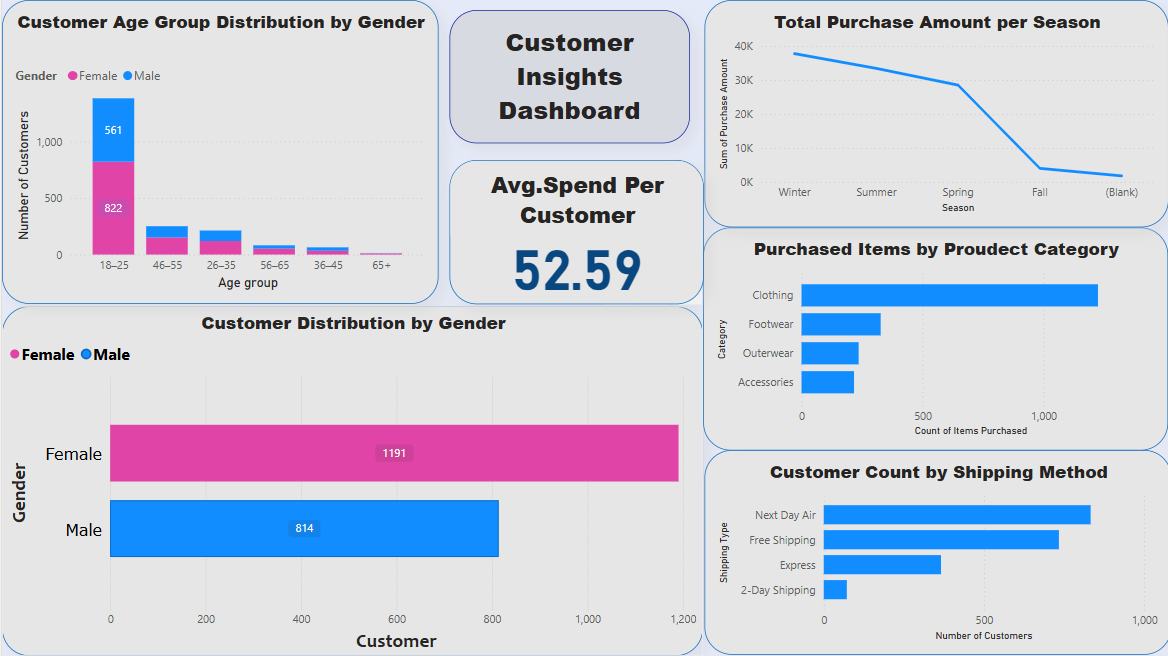 Customer Age Group Distribution by Gender
Gender Female Male
Number of Customers
1,000
500
0
561
822
18–25 46–55 26–35 56–65 36–45 65+
Age group
Customer
Insights
Dashboard
Avg.Spend Per
Customer
52.59
Total Purchase Amount per Season
Sum of Purchase Amount
40K
30K
20K
10K
0K
Winter Summer Spring Fall (Blank)
Season
Purchased Items by Proudect Category
Category
Clothing
Footwear
Outerwear
Accessories
0 500 1,000
Count of Items Purchased
Customer Distribution by Gender
Female Male
Gender
Female
1191
Male
814
0 200 400 600 800 1,000 1,200
Customer
Customer Count by Shipping Method
Shipping Type
Next Day Air
Free Shipping
Express
2-Day Shipping
0 500 1,000
Number of Customers